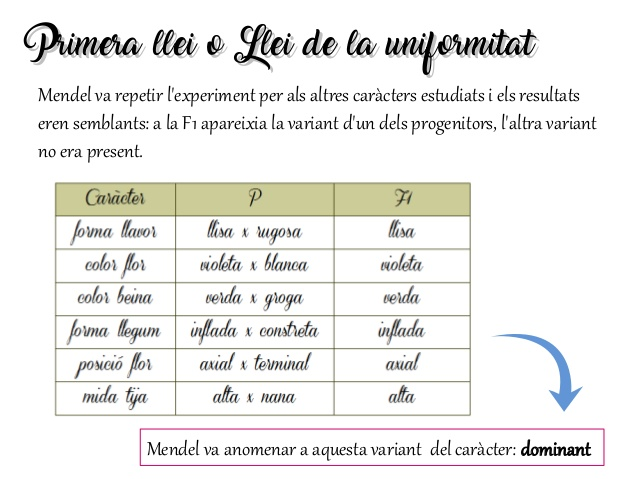 Primera llei o Llei de la uniformitat
Mendel va repetir l'experiment per als altres caràcters estudiats i els resultats
eren semblants: a la F1 apareixia la variant d'un dels progenitors, l'altra variant
no era present.
Caràcter P F1
forma llavor llisa x rugosa llisa
color flor violeta x blanca violeta
color beina verda x groga verda
forma llegum inflada x constreta inflada
posició flor axial x terminal axial
mida tija alta x nana alta
Mendel va anomenar a aquesta variant del caràcter: dominant